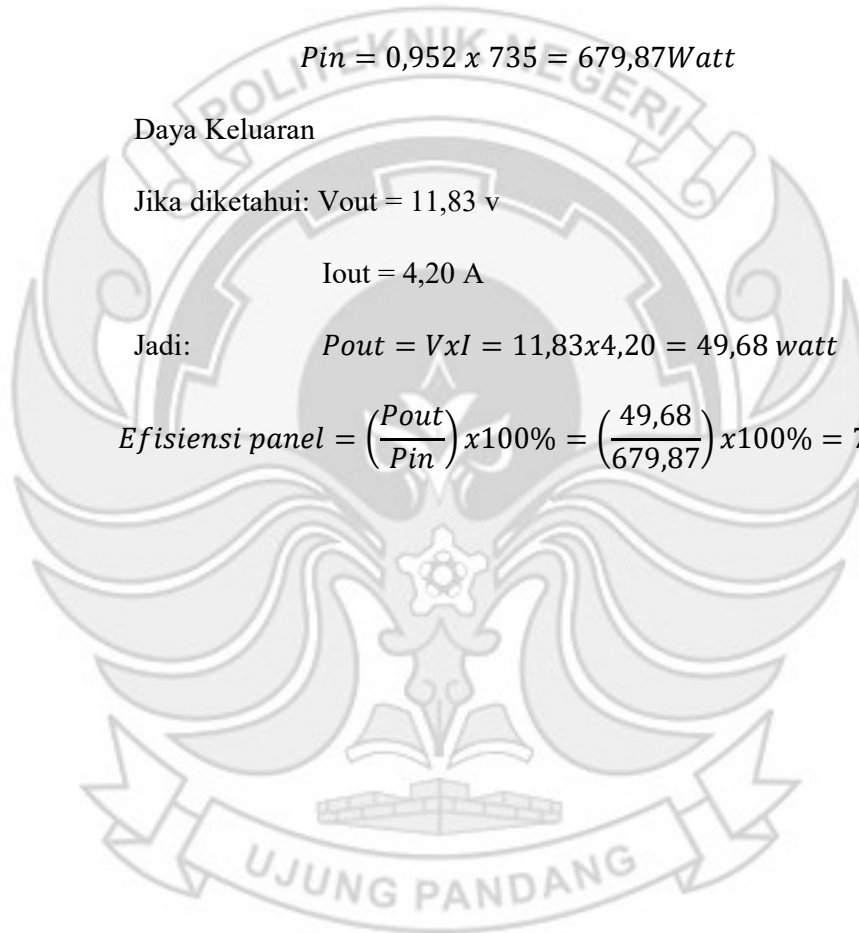 POLITEKNIK NEGERI
Pin = 0,952 x 735 = 679,87Watt
Daya Keluaran
Jika diketahui: Vout = 11,83 v
Iout = 4,20 A
Jadi: Pout = VxI = 11,83x4,20 = 49,68 watt
Efisiensi panel = (Pout/Pin) x100% = (49,68/679,87) x100% = 7
UJUNG PANDANG